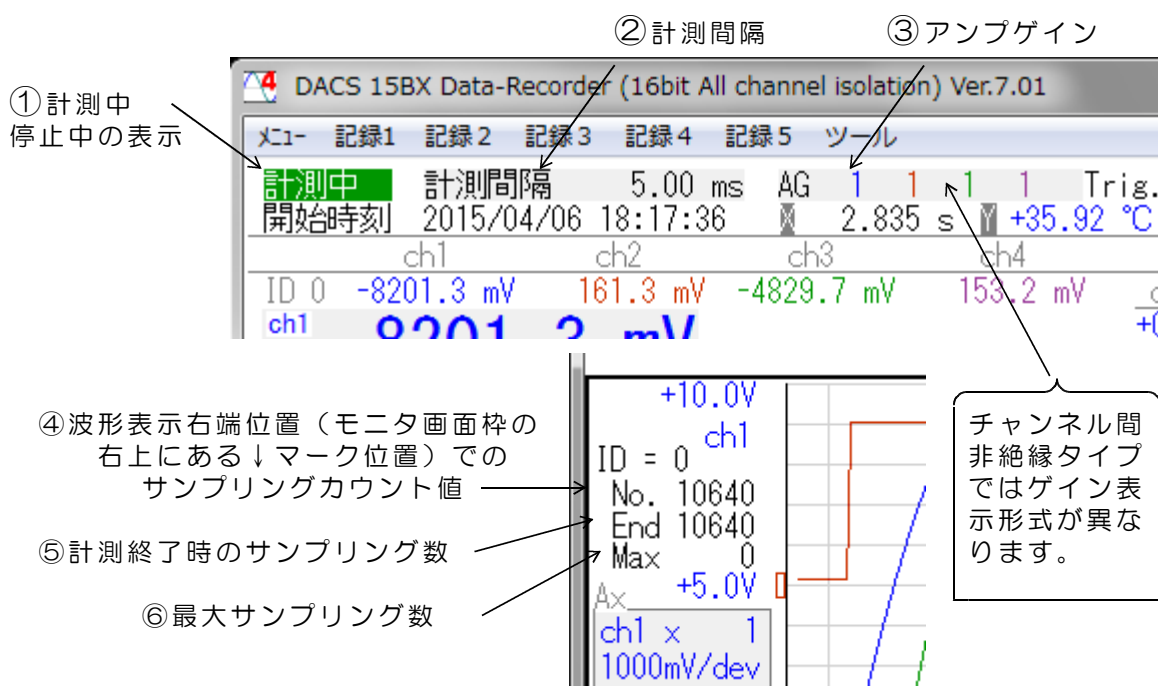 ②計測間隔
③アンプゲイン
①計測中
停止中の表示
DACS 15BX Data-Recorder (16bit All channel isolation) Ver.7.01
ﾒﾆｭｰ 記録1 記録2 記録3 記録4 記録5 ツール
計測中 計測間隔 5.00 ms AG 1 1 1 1 Trig.
開始時刻 2015/04/06 18:17:36 X 2.835 s Y +35.92 ℃
ch1 ch2 ch3 ch4
ID 0 -8201.3 mV 161.3 mV -4829.7 mV 153.2 mV
ch1 8201.3 mV
+10.0V
ch1
ID = 0
No. 10640
End 10640
Max 0
+5.0V
Ax
ch1 x 1
1000mV/dev
④波形表示右端位置（モニタ画面枠の
右上にある↓マーク位置）での
サンプリングカウント値
⑤計測終了時のサンプリング数
⑥最大サンプリング数
チャンネル間
非絶縁タイプ
ではゲイン表
示形式が異な
ります。